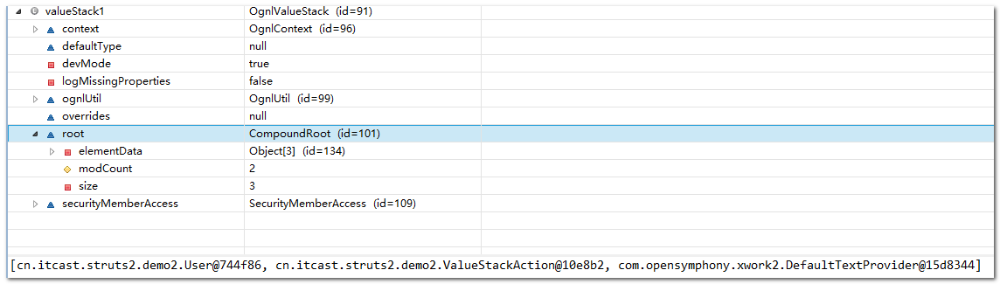 valueStack1 OgnlValueStack (id=91)
context OgnlContext (id=96)
defaultType null
devMode true
logMissingProperties false
ognlUtil OgnlUtil (id=99)
overrides null
root CompoundRoot (id=101)
elementData Object[3] (id=134)
modCount 2
size 3
securityMemberAccess SecurityMemberAccess (id=109)
[cn.itcast.struts2.demo2.User@744f86, cn.itcast.struts2.demo2.ValueStackAction@10e8b2, com.opensymphony.xwork2.DefaultTextProvider@15d8344]